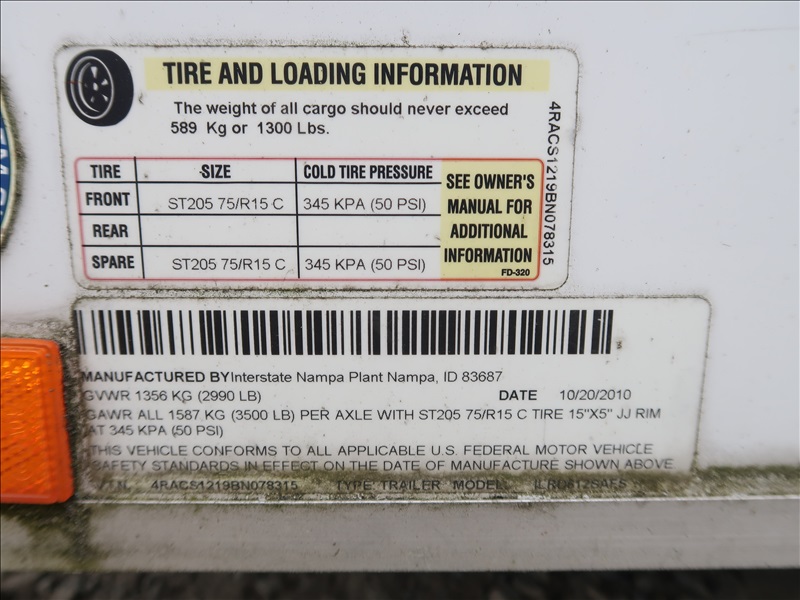 TIRE AND LOADING INFORMATION
The weight of all cargo should never exceed
589 Kg or 1300 Lbs.
TIRE SIZE COLD TIRE PRESSURE
FRONT ST205 75/R15 C 345 KPA (50 PSI)
REAR
SPARE ST205 75/R15 C 345 KPA (50 PSI)
SEE OWNER'S
MANUAL FOR
ADDITIONAL
INFORMATION
FD-320
4RACS1219BN078315
MANUFACTURED BY Interstate Nampa Plant Nampa, ID 83687
GVWR 1356 KG (2990 LB) DATE 10/20/2010
GAWR ALL 1587 KG (3500 LB) PER AXLE WITH ST205 75/R15 C TIRE 15"X5" JJ RIM
AT 345 KPA (50 PSI)
THIS VEHICLE CONFORMS TO ALL APPLICABLE U.S. FEDERAL MOTOR VEHICLE
SAFETY STANDARDS IN EFFECT ON THE DATE OF MANUFACTURE SHOWN ABOVE
4RACS1219BN078315 TYPE: TRAILER MODEL: